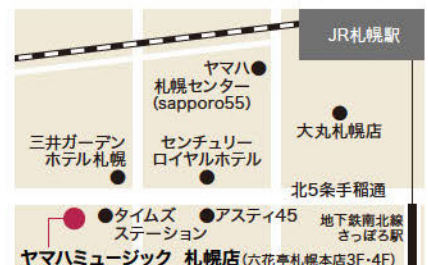 JR札幌駅
ヤマハ
札幌センター
(sapporo55)
大丸札幌店
三井ガーデン
ホテル札幌
センチュリー
ロイヤルホテル
北5条手稲通
タイムズ
ステーション
アスティ45
地下鉄南北線
さっぽろ駅
ヤマハミュージック 札幌店(六花亭札幌本店3F・4F)